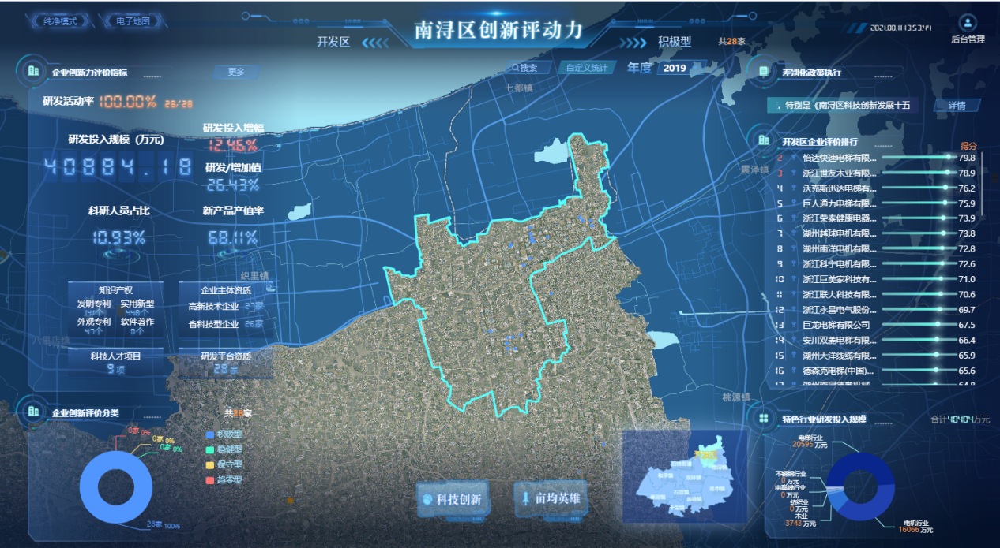 纯净模式
电子地图
开发区
南浔区创新评动力
积极型
共28家
2021.08.11 13:53:44
后台管理
企业创新力评价指标
更多
搜索
自定义统计
年度
2019
七都镇
震泽镇
织里镇
八里店镇
桃源镇
研发活动率 100.00% 28/28
研发投入增幅
12.46%
研发投入规模（万元）
40884.18
研发/增加值
26.43%
科研人员占比
10.93%
新产品产值率
68.11%
知识产权
发明专利
141个
实用新型
448个
外观专利
47个
软件著作
0个
企业主体资质
高新技术企业 27家
省科技型企业 26家
科技人才项目
9项
研发平台资质
28家
企业创新评价分类
共28家
0家 0%
0家 0%
0家 0%
28家 100%
积极型
稳健型
保守型
趋零型
科技创新
亩均英雄
开发区
差别化政策执行
，特别是《南浔区科技创新发展十五
详情
开发区企业评价排行
得分
2 怡达快速电梯有限... 79.8
3 浙江世友木业有限... 78.9
4 沃克斯迅达电梯有... 76.2
5 巨人通力电梯有限... 75.9
6 浙江荣泰健康电器... 73.9
7 湖州越球电机有限... 73.8
8 湖州南洋电机有限... 72.8
9 浙江科宁电机有限... 72.6
10 浙江巨美家科技有... 71.0
11 浙江联大科技有限... 70.6
12 浙江永昌电气股份... 69.7
13 巨龙电梯有限公司 67.5
14 安川双菱电梯有限... 66.4
15 湖州天洋线缆有限... 65.9
16 德森克电梯(中国)... 65.6
特色行业研发投入规模
合计40404万元
电梯行业
20595 万元
不锈钢行业
0 万元
电磁线行业
0 万元
纺织业
0 万元
木业
3743 万元
电机行业
16066 万元